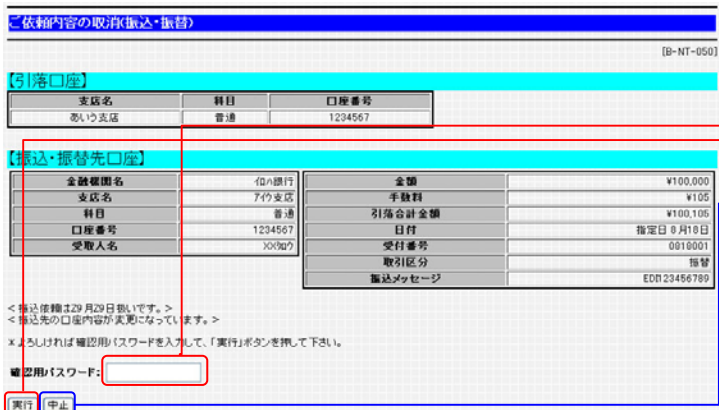 ご依頼内容の取消(振込・振替)
[B-NT-050]
【引落口座】
支店名 科目 口座番号
あいう支店 普通 1234567
【振込・振替先口座】
金融機関名 イロハ銀行 金額 ¥100,000
支店名 アイウ支店 手数料 ¥105
科目 普通 引落合計金額 ¥100,105
口座番号 1234567 日付 指定日 8月18日
受取人名 受付番号 0818001
取引区分 振替
振込メッセージ EDI123456789
<振込依頼は29月29日扱いです。>
<振込先の口座内容が変更になっています。>
*よろしければ確認用パスワードを入力して、「実行」ボタンを押して下さい。
確認用パスワード:
実行 中止